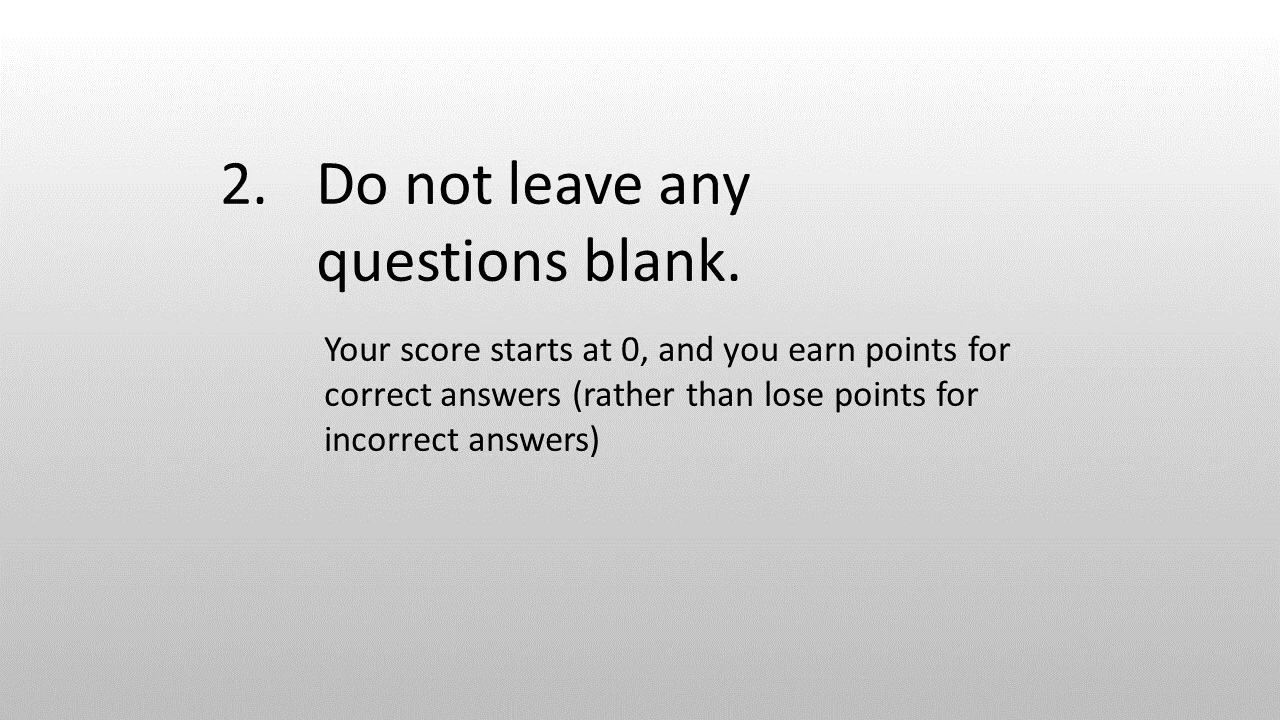 2. Do not leave any
questions blank.
Your score starts at 0, and you earn points for
correct answers (rather than lose points for
incorrect answers)